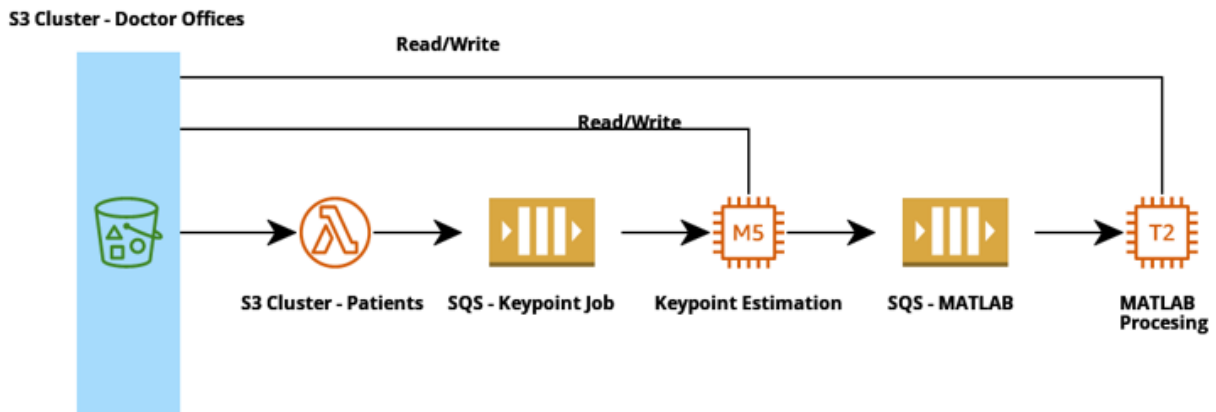 S3 Cluster - Doctor Offices
Read/Write
Read/Write
M5
T2
S3 Cluster - Patients
SQS - Keypoint Job
Keypoint Estimation
SQS - MATLAB
MATLAB
Procesing